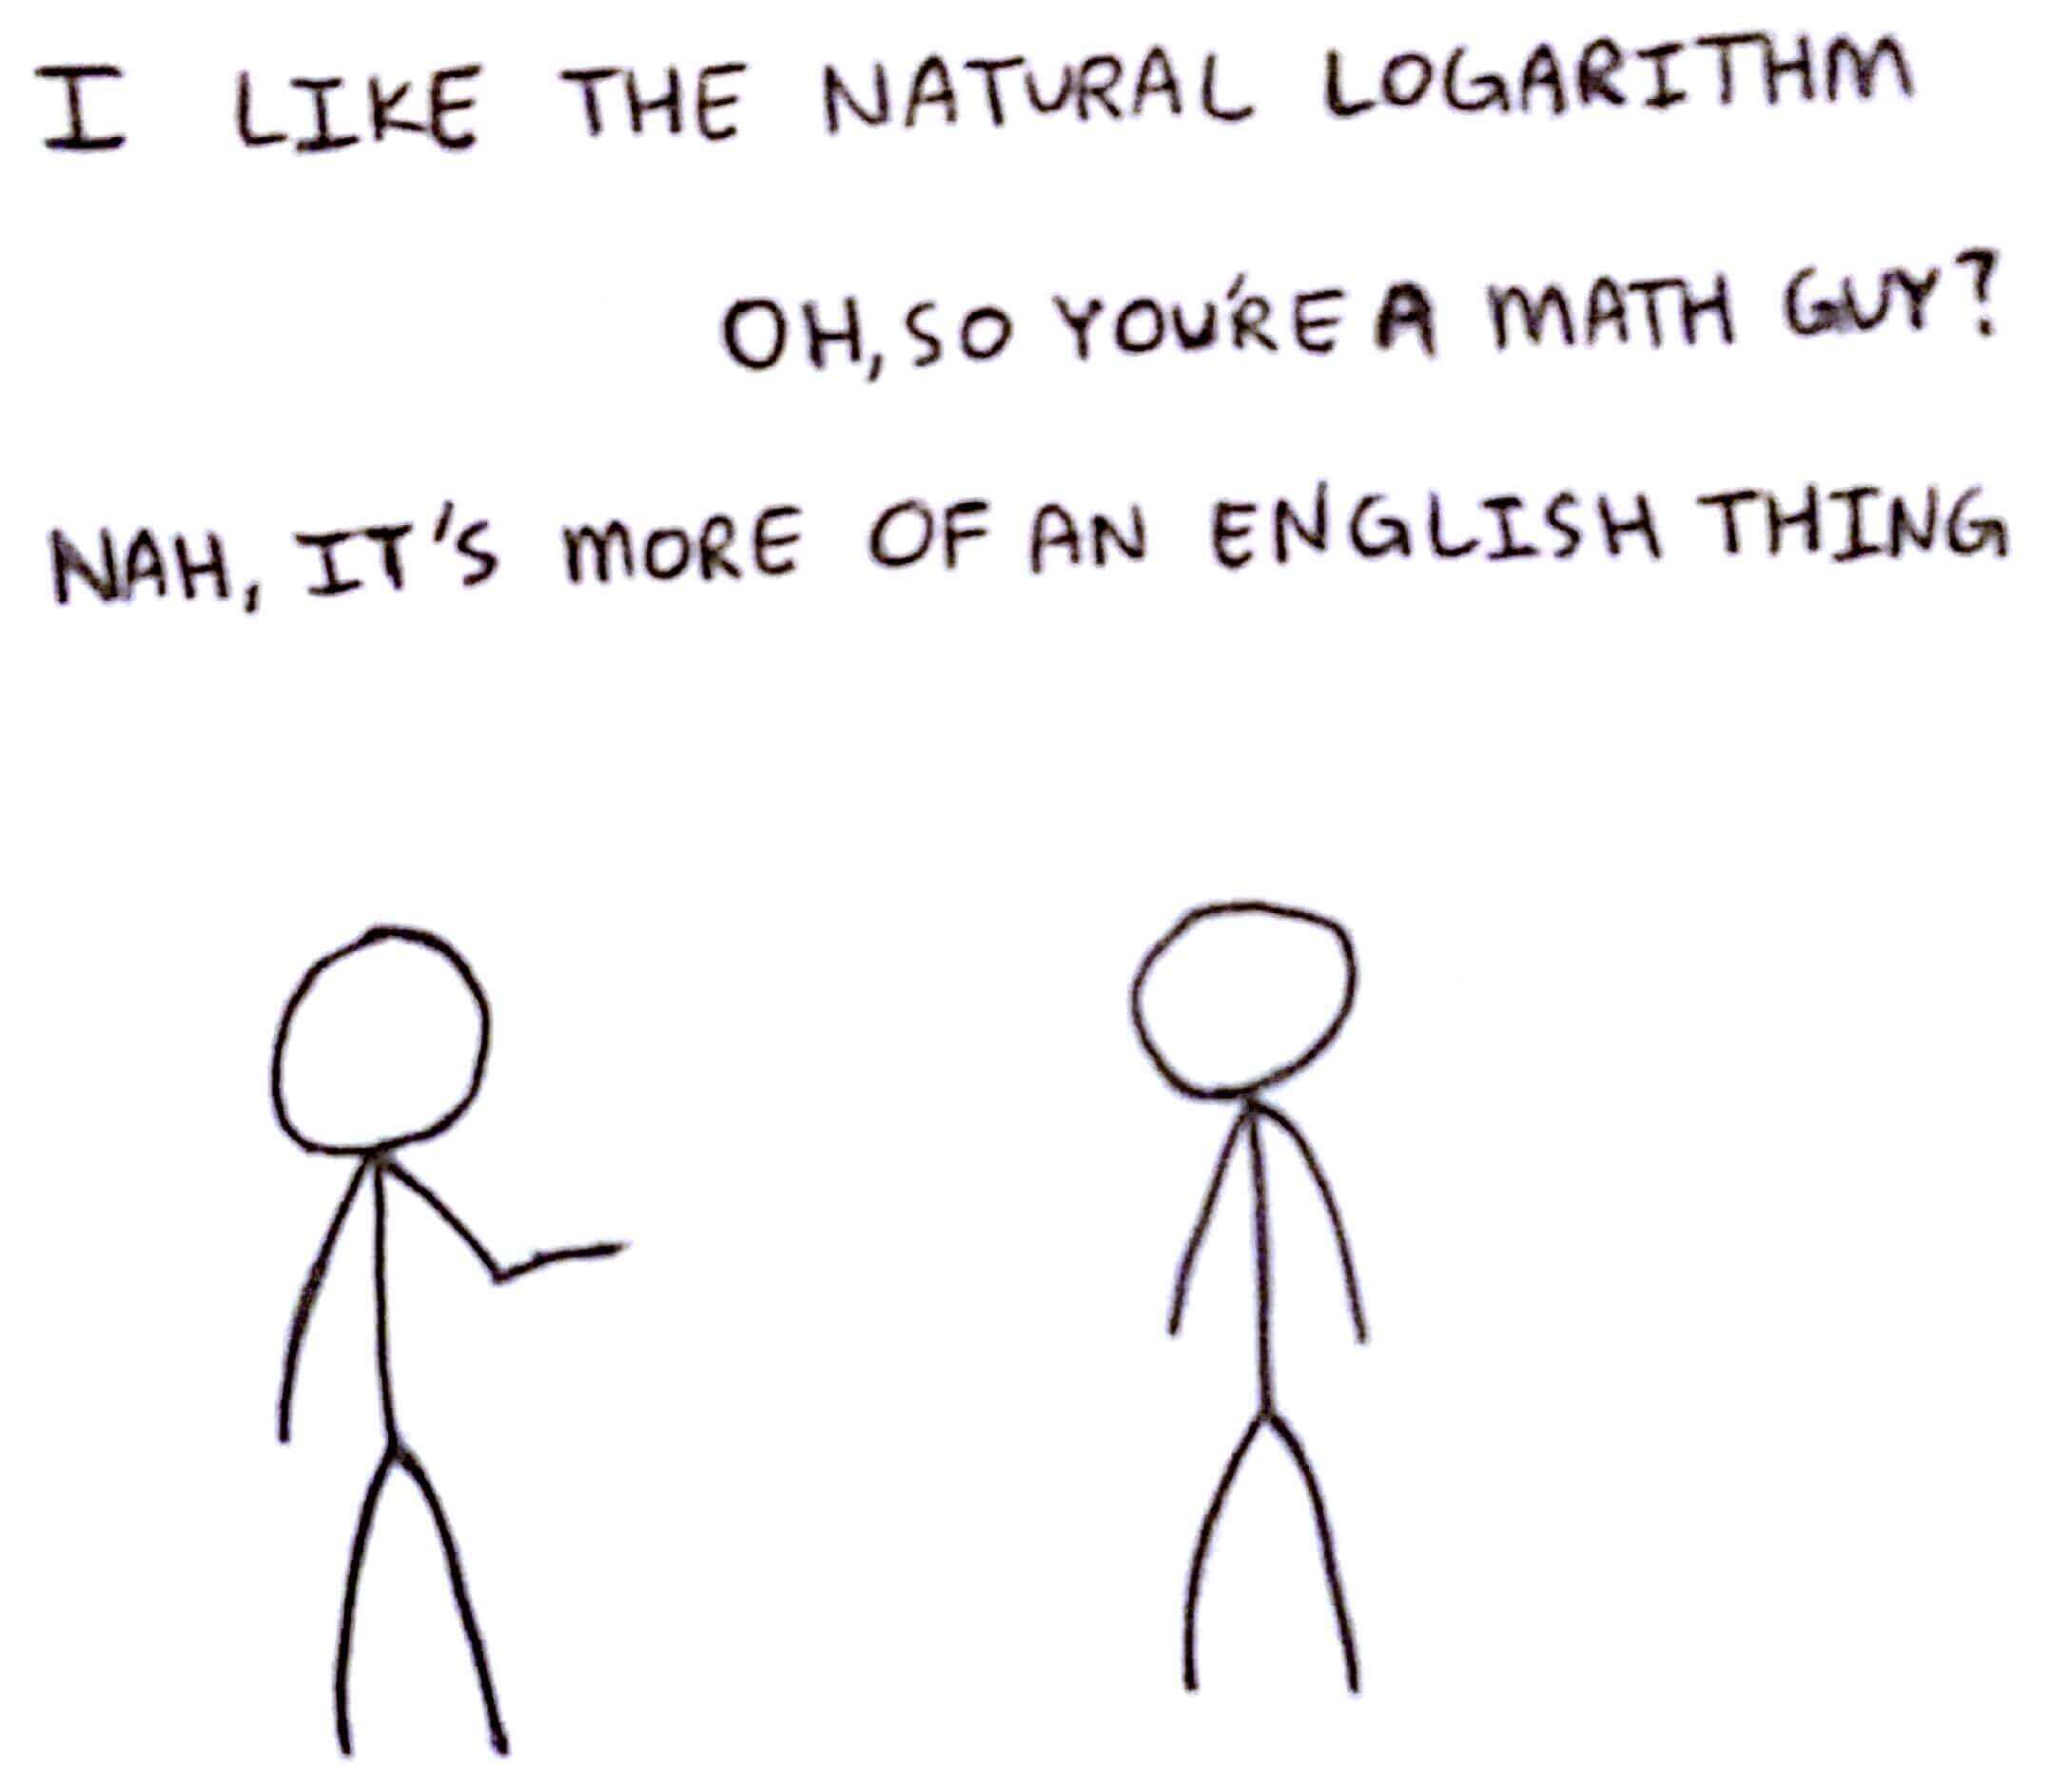 I LIKE THE NATURAL LOGARITHM
OH, SO YOU'RE A MATH GUY?
NAH, IT'S MORE OF AN ENGLISH THING